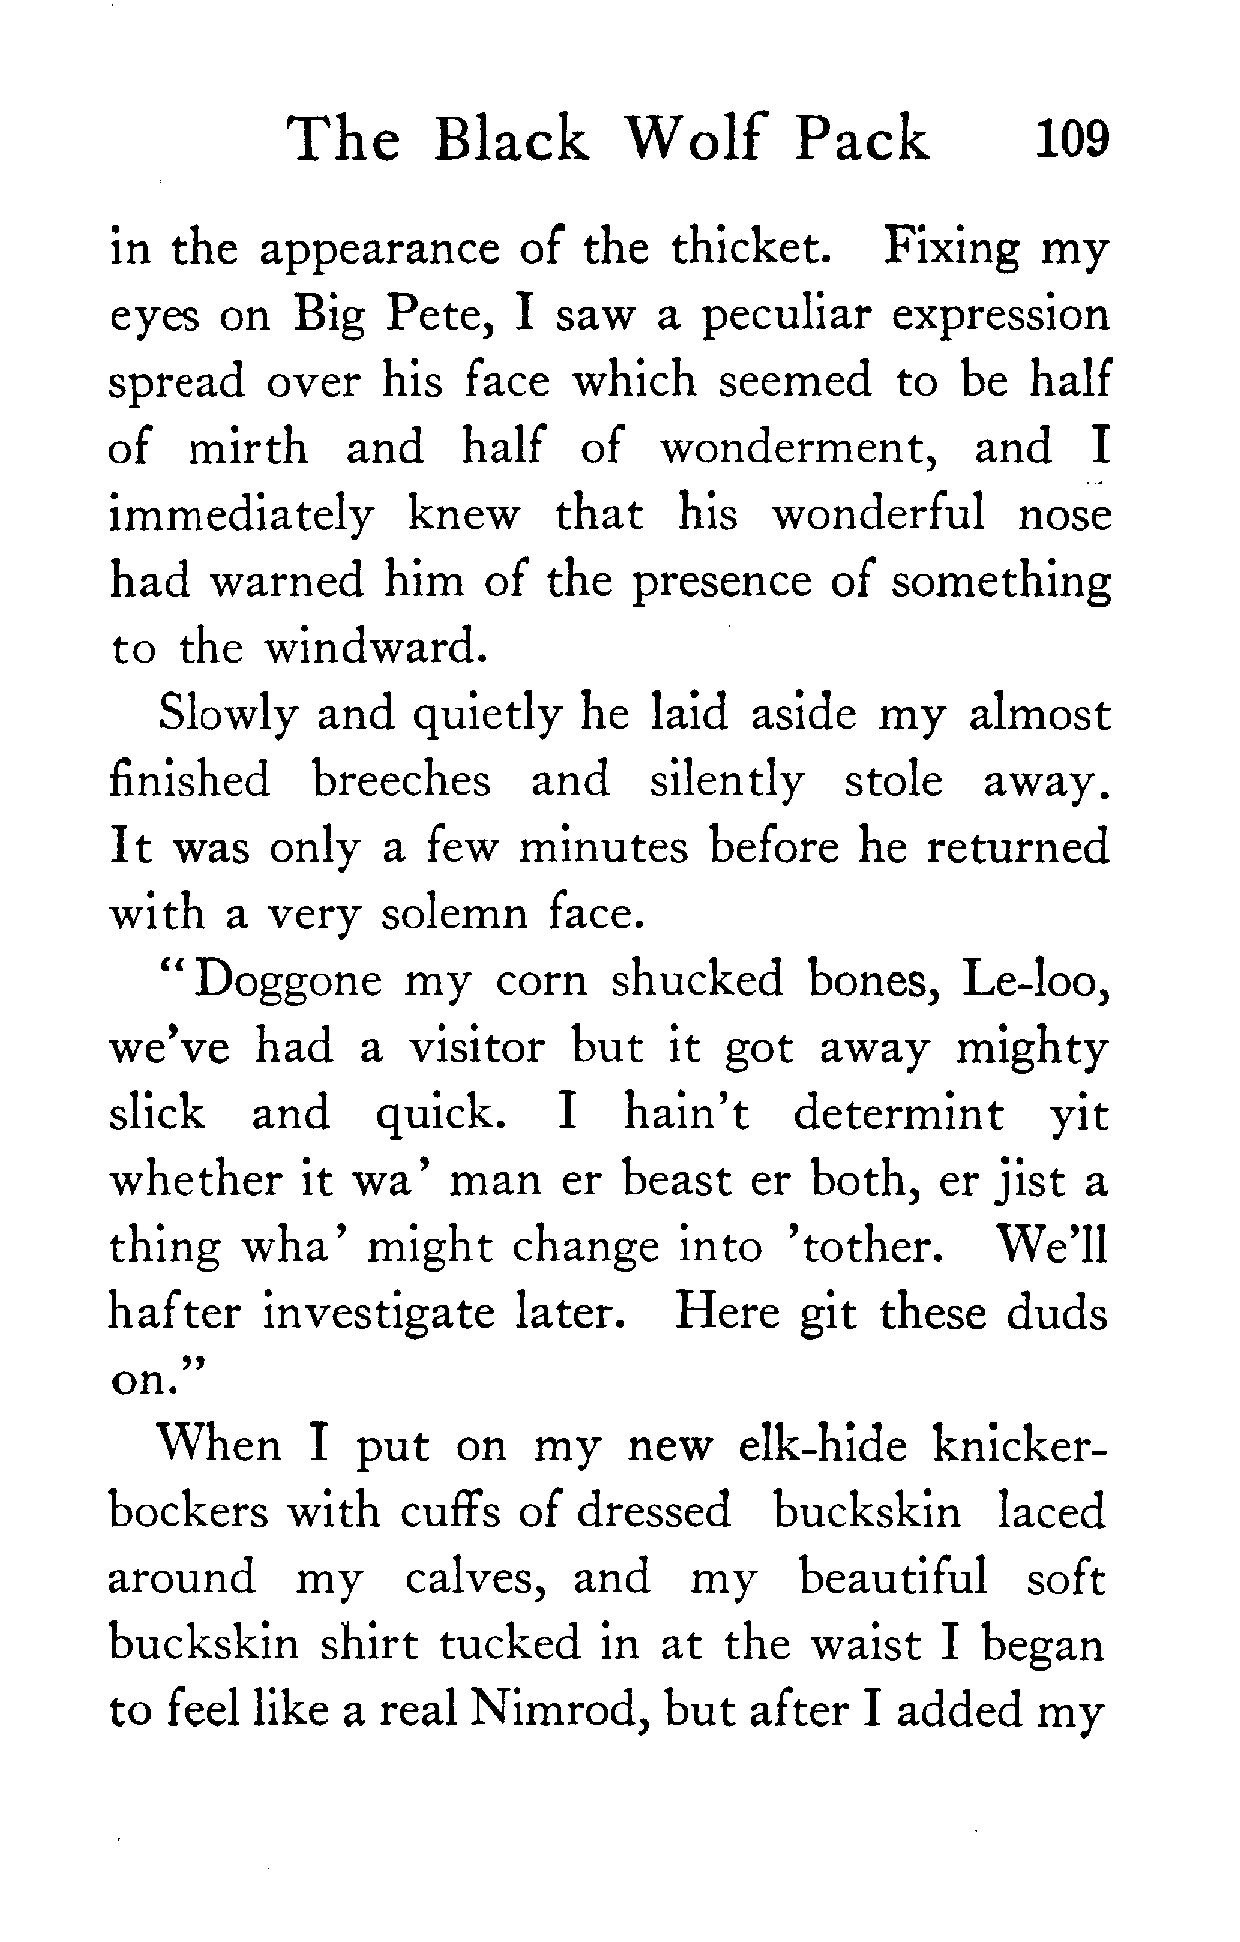 The Black Wolf Pack 109
in the appearance of the thicket. Fixing my
eyes on Big Pete, I saw a peculiar expression
spread over his face which seemed to be half
of mirth and half of wonderment, and I
immediately knew that his wonderful nose
had warned him of the presence of something
to the windward.
Slowly and quietly he laid aside my almost
finished breeches and silently stole away.
It was only a few minutes before he returned
with a very solemn face.
“Doggone my corn shucked bones, Le-loo,
we’ve had a visitor but it got away mighty
slick and quick. I hain’t determint yit
whether it wa’ man er beast er both, er jist a
thing wha’ might change into ’tother. We’ll
hafter investigate later. Here git these duds
on.”
When I put on my new elk-hide knicker-
bockers with cuffs of dressed buckskin laced
around my calves, and my beautiful soft
buckskin shirt tucked in at the waist I began
to feel like a real Nimrod, but after I added my